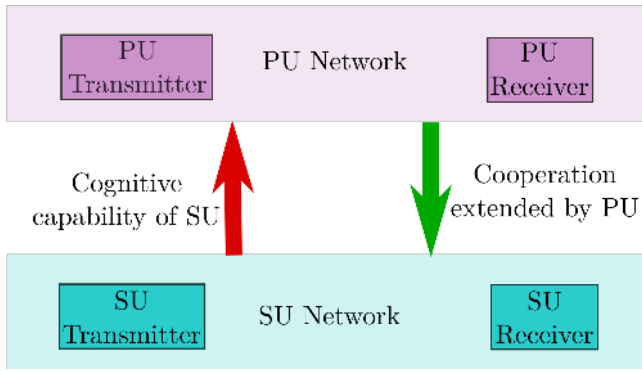 PU
Transmitter
PU Network
PU
Receiver
Cognitive
capability of SU
Cooperation
extended by PU
SU
Transmitter
SU Network
SU
Receiver